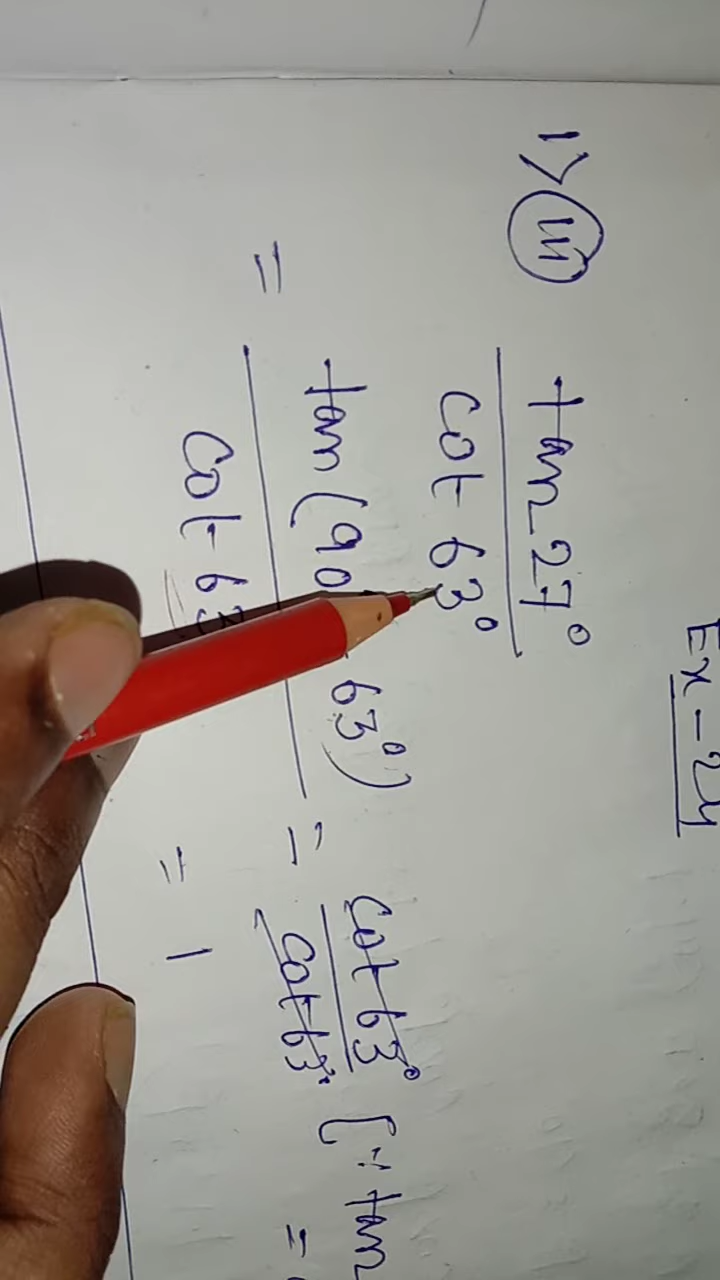 Ex-24
1> (iii) tan 27°
cot 63°
= tan (90 63°)
cot 63
= cot 63°
cot 63°
[∵ tan
=
= 1